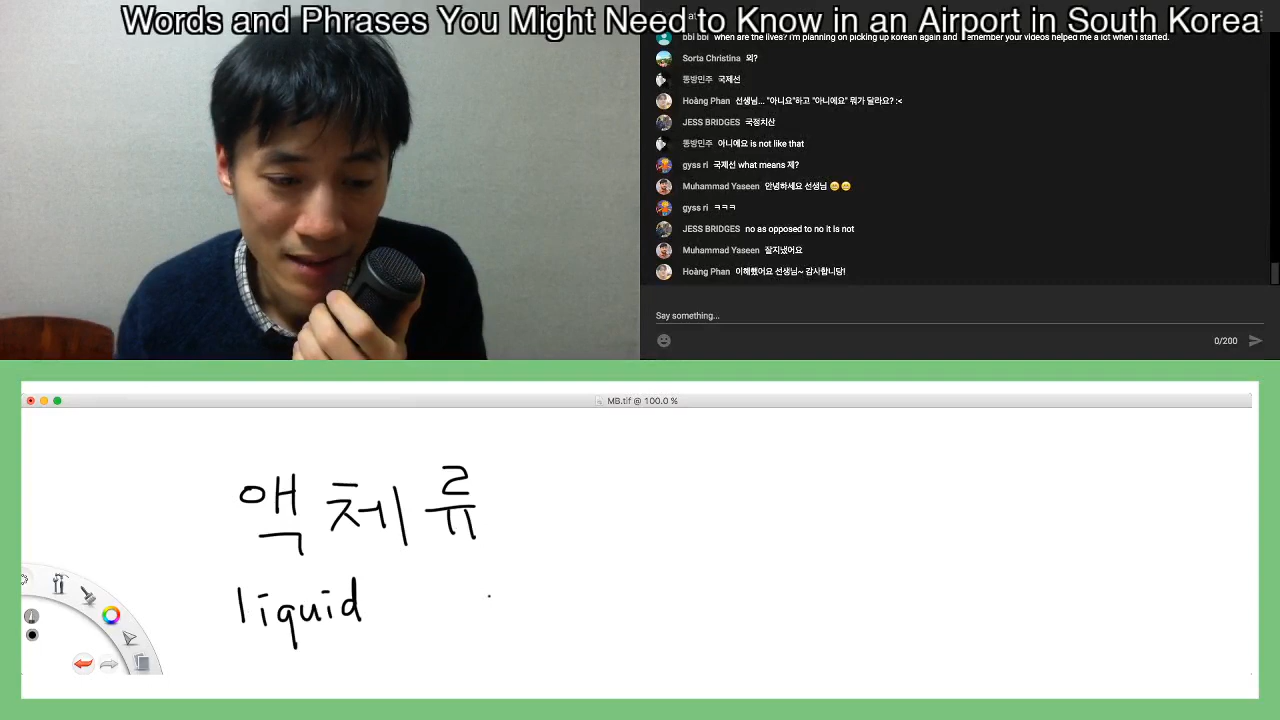 Words and Phrases You Might Need to Know in an Airport in South Korea
when are the lives? I'm planning on picking up korean again and I remember your videos helped me a lot when I started.
Sorta Christina 외?
똥방민주 국제선
Hoàng Phan 선생님... "아니요"하고 "아니에요" 뭐가 달라요? :<
JESS BRIDGES 국정치산
똥방민주 아니에요 is not like that
gyss ri 국제선 what means 제?
Muhammad Yaseen 안녕하세요 선생님 😊😊
gyss ri ㅋㅋㅋ
JESS BRIDGES no as opposed to no it is not
Muhammad Yaseen 잘지냈어요
Hoàng Phan 이해했어요 선생님~ 감사합니당!
Say something...
0/200
MB.tif @ 100.0 %
액체류
liquid